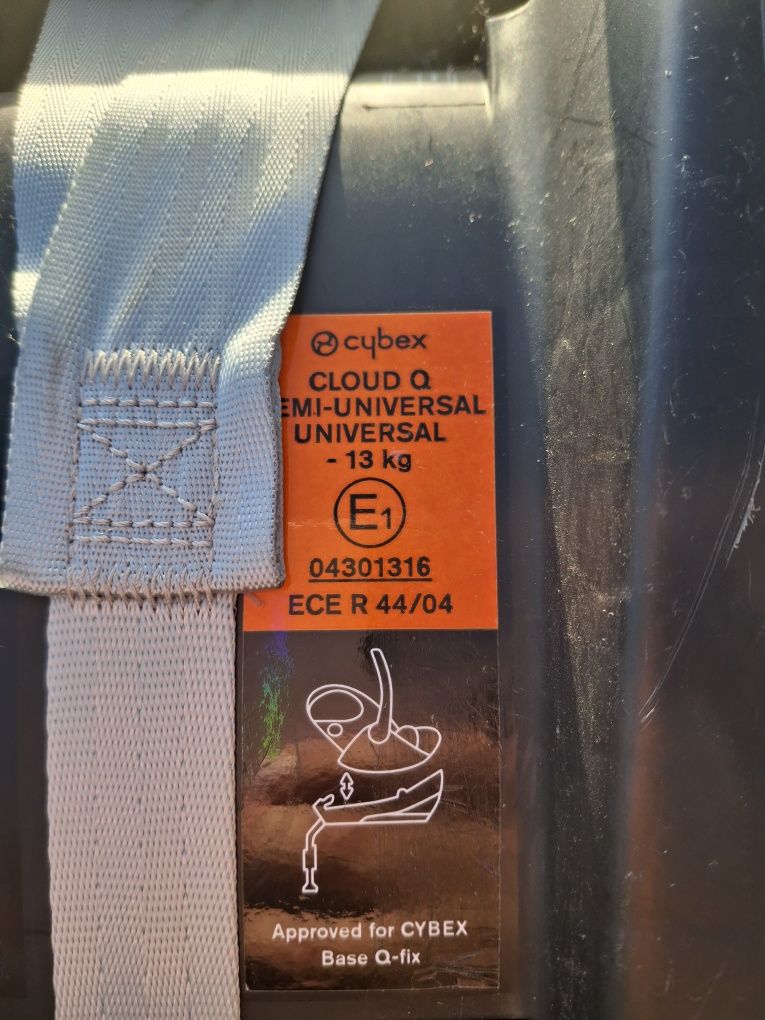 cybex
CLOUD Q
EMI-UNIVERSAL
UNIVERSAL
- 13 kg
E1
04301316
ECE R 44/04
Approved for CYBEX
Base Q-fix